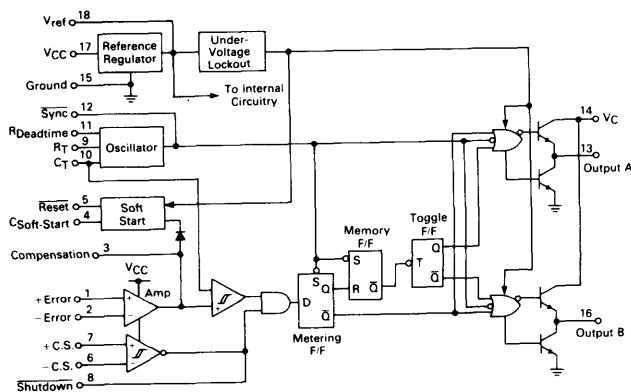 Vref 18
VCC 17
Reference Regulator
Under-Voltage Lockout
Ground 15
To Internal Circuitry
Sync 12
RDeadtime 11
RT 9
CT 10
Oscillator
Reset 5
CSoft-Start 4
Soft Start
Compensation 3
VCC
+Error 1
−Error 2
+ − Amp
+C.S. 7
−C.S. 6
+ −
Shutdown 8
− +
D S Q Q
Metering F/F
Memory F/F
S R Q
Toggle F/F
T Q Q
14 VC
13 Output A
16 Output B